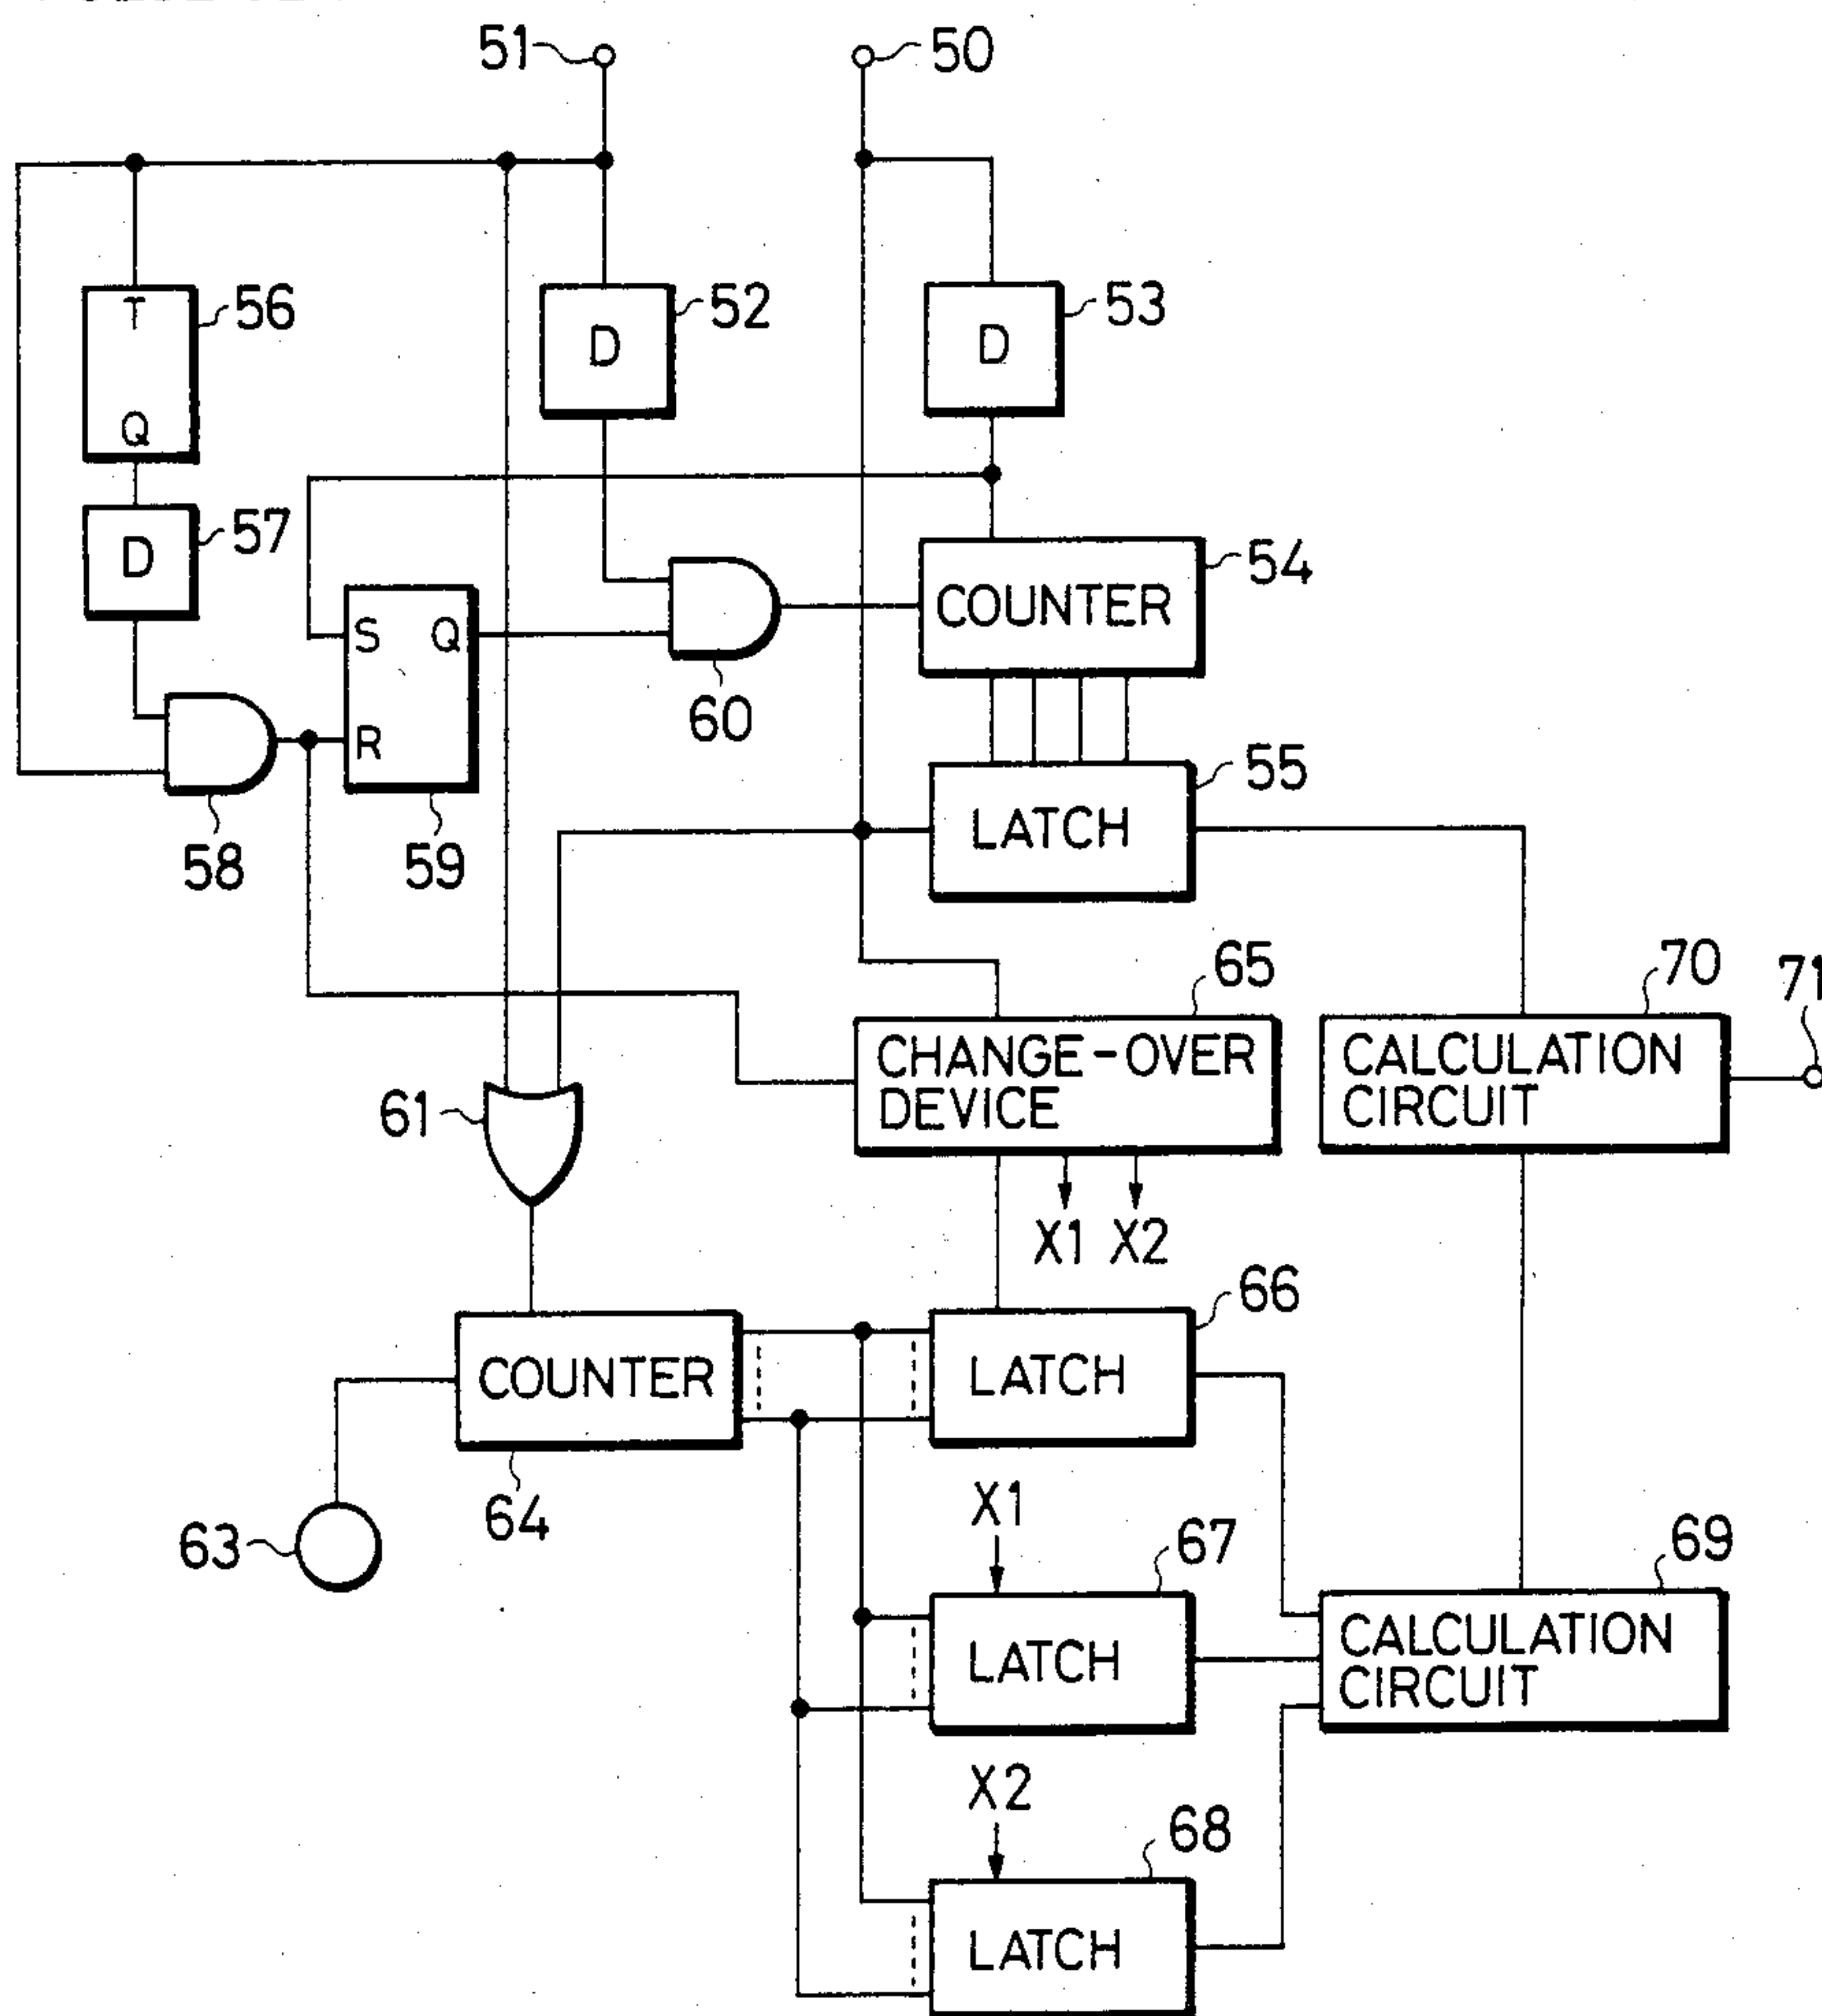 51
50
T
Q
56
D
52
D
53
D
57
S
Q
R
59
COUNTER
54
60
58
LATCH
55
65
70
71
CHANGE-OVER
DEVICE
CALCULATION
CIRCUIT
61
X1
X2
66
COUNTER
64
LATCH
63
X1
67
LATCH
69
CALCULATION
CIRCUIT
X2
68
LATCH